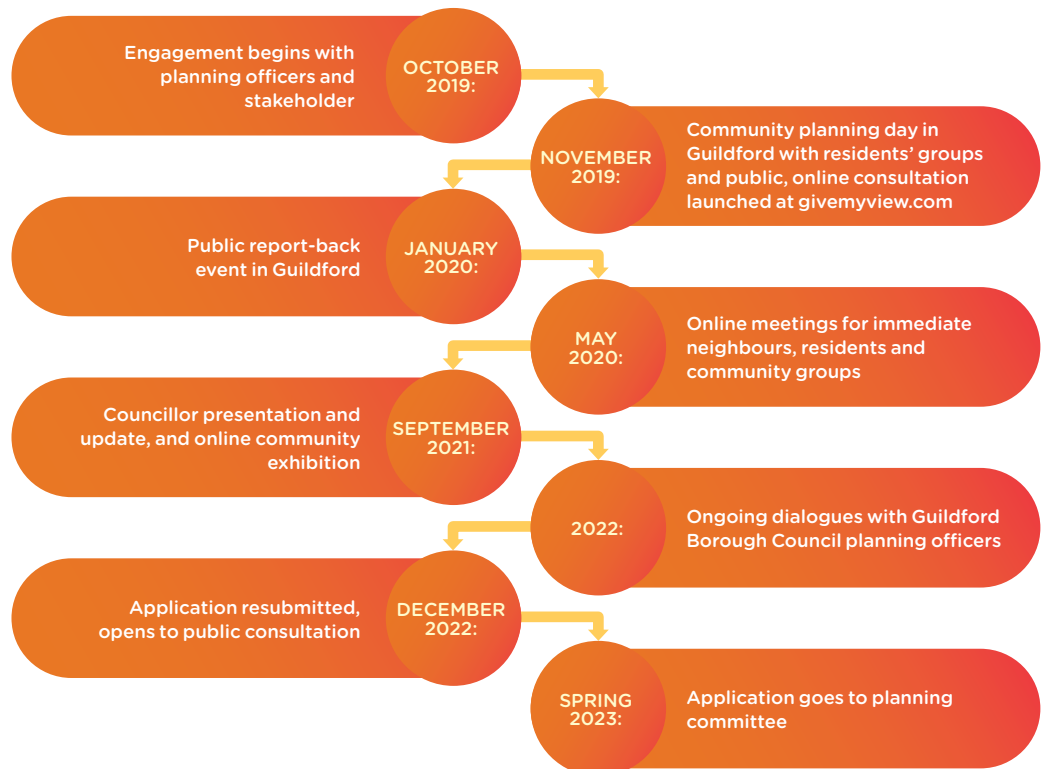 Engagement begins with
planning officers and
stakeholder
OCTOBER
2019:
NOVEMBER
2019:
Community planning day in
Guildford with residents’ groups
and public, online consultation
launched at givemyview.com
Public report-back
event in Guildford
JANUARY
2020:
MAY
2020:
Online meetings for immediate
neighbours, residents and
community groups
Councillor presentation and
update, and online community
exhibition
SEPTEMBER
2021:
2022:
Ongoing dialogues with Guildford
Borough Council planning officers
Application resubmitted,
opens to public consultation
DECEMBER
2022:
SPRING
2023:
Application goes to planning
committee